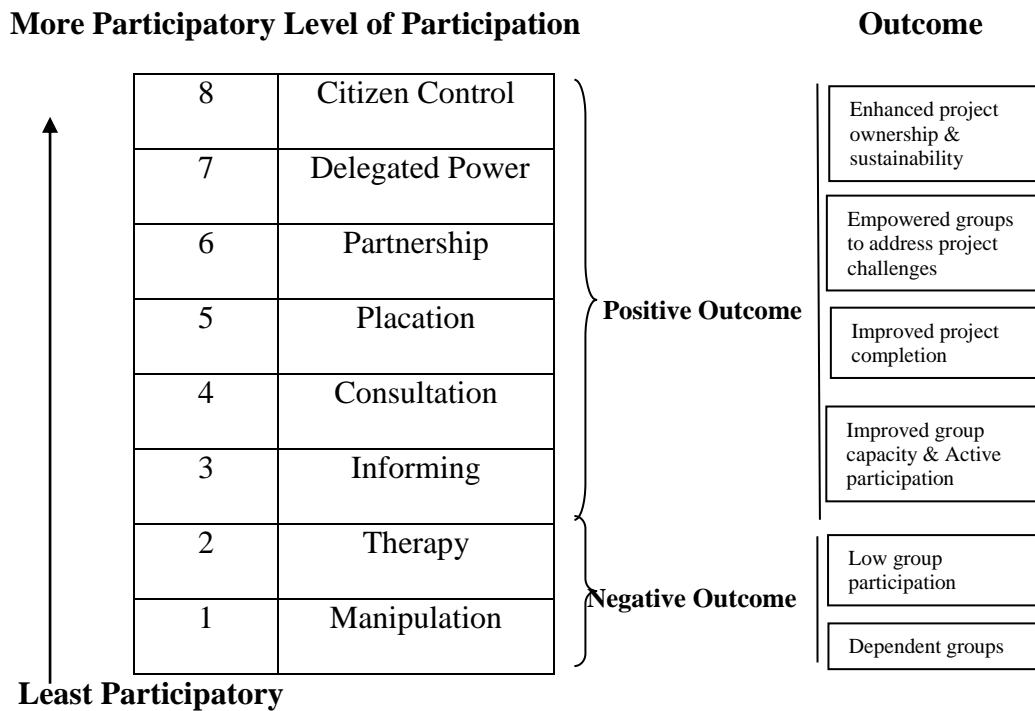 More Participatory Level of Participation
Outcome
8 Citizen Control
7 Delegated Power
6 Partnership
5 Placation
4 Consultation
3 Informing
2 Therapy
1 Manipulation
Least Participatory
Positive Outcome
Negative Outcome
Enhanced project
ownership &
sustainability
Empowered groups
to address project
challenges
Improved project
completion
Improved group
capacity & Active
participation
Low group
participation
Dependent groups